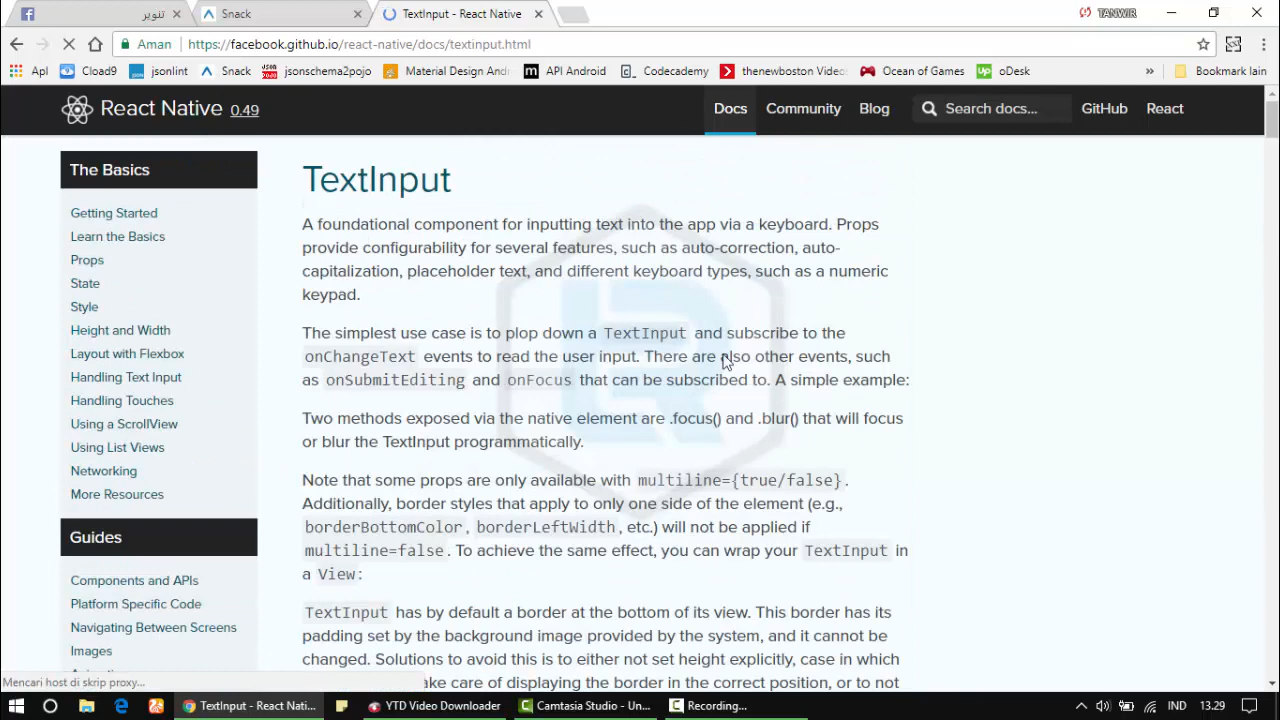 تنوير
Snack
TextInput - React Native
TANWIR
Aman
https://facebook.github.io/react-native/docs/textinput.html
Apl
Cloud9
jsonlint
Snack
jsonschema2pojo
Material Design And
API Android
Codecademy
thenewboston Video
Ocean of Games
oDesk
»
Bookmark lain
React Native 0.49
Docs
Community
Blog
Search docs...
GitHub
React
The Basics
Getting Started
Learn the Basics
Props
State
Style
Height and Width
Layout with Flexbox
Handling Text Input
Handling Touches
Using a ScrollView
Using List Views
Networking
More Resources
Guides
Components and APIs
Platform Specific Code
Navigating Between Screens
Images
TextInput
A foundational component for inputting text into the app via a keyboard. Props
provide configurability for several features, such as auto-correction, auto-
capitalization, placeholder text, and different keyboard types, such as a numeric
keypad.
The simplest use case is to plop down a TextInput and subscribe to the
onChangeText events to read the user input. There are also other events, such
as onSubmitEditing and onFocus that can be subscribed to. A simple example:
Two methods exposed via the native element are .focus() and .blur() that will focus
or blur the TextInput programmatically.
Note that some props are only available with multiline={true/false}.
Additionally, border styles that apply to only one side of the element (e.g.,
borderBottomColor, borderLeftWidth, etc.) will not be applied if
multiline=false. To achieve the same effect, you can wrap your TextInput in
a View:
TextInput has by default a border at the bottom of its view. This border has its
padding set by the background image provided by the system, and it cannot be
changed. Solutions to avoid this is to either not set height explicitly, case in which
take care of displaying the border in the correct position, or to not
Mencari host di skrip proxy...
TextInput - React Nati...
YTD Video Downloader
Camtasia Studio - Un...
Recording...
IND
13.29